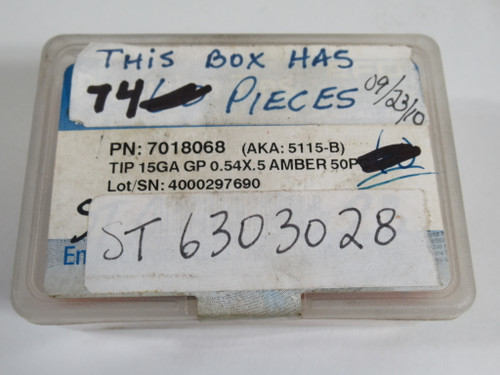 THIS BOX HAS
74 PIECES
09/23/10
PN: 7018068 (AKA: 5115-B)
TIP 15GA GP 0.54X.5 AMBER 50P
Lot/SN: 4000297690
S
ST 6303028
En